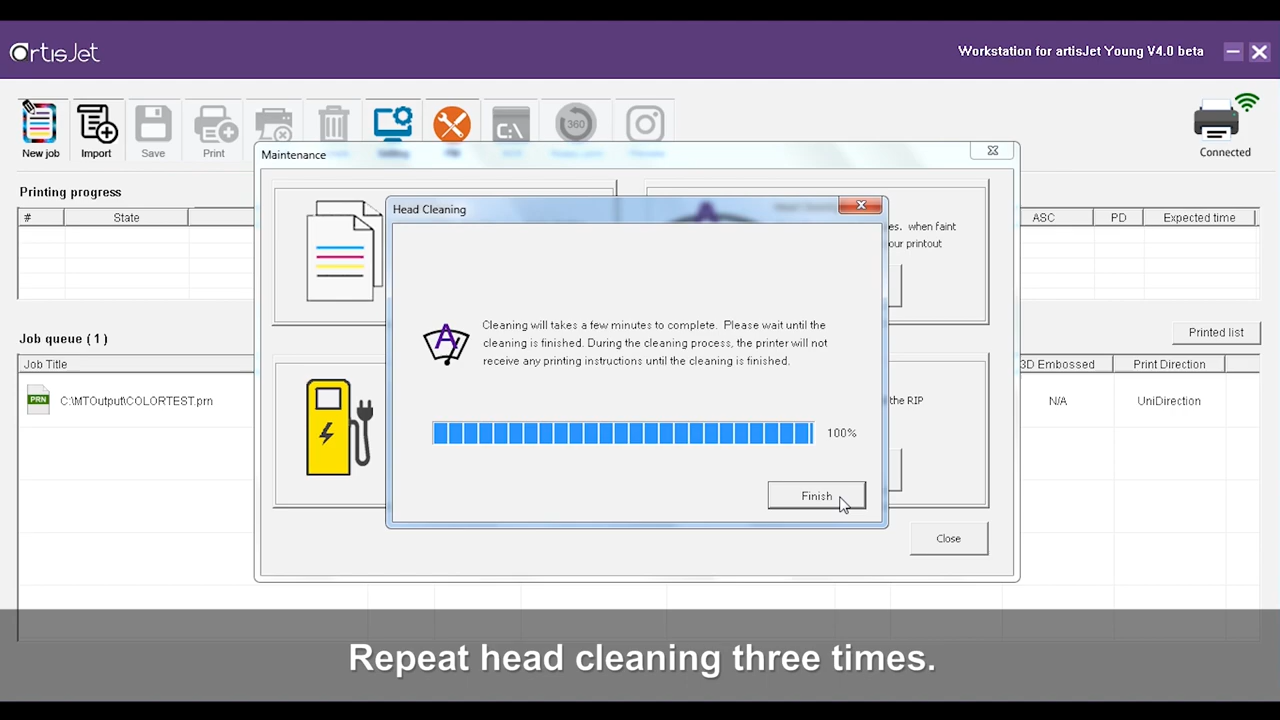 artisJet
Workstation for artisJet Young V4.0 beta
New job
Import
Save
Print
C:\
360
Connected
Maintenance
Printing progress
Head Cleaning
# State ASC PD Expected time
es. when faint
our printout
Cleaning will takes a few minutes to complete. Please wait until the
cleaning is finished. During the cleaning process, the printer will not
receive any printing instructions until the cleaning is finished.
Job queue ( 1 )
Printed list
Job Title 3D Embossed Print Direction
PRN C:\MTOutput\COLORTEST.prn N/A UniDirection
the RIP
100%
Finish
Close
Repeat head cleaning three times.